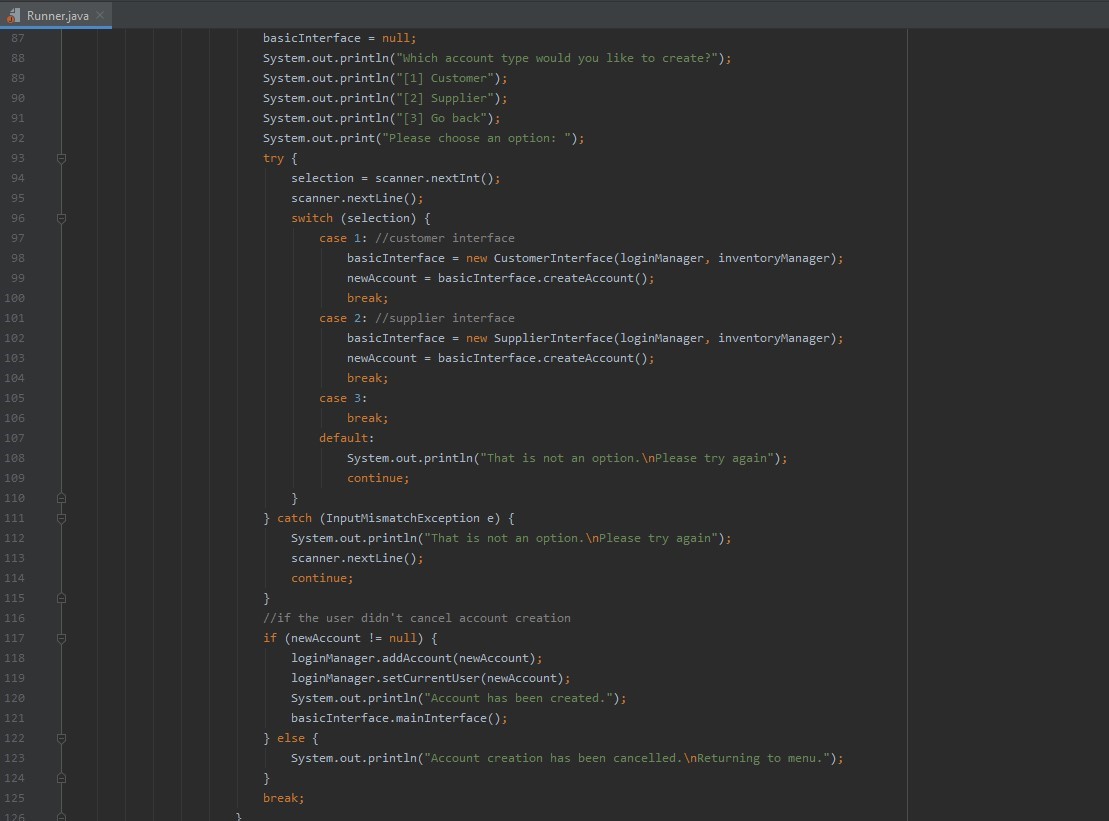 Runner.java
87 basicInterface = null;
88 System.out.println("Which account type would you like to create?");
89 System.out.println("[1] Customer");
90 System.out.println("[2] Supplier");
91 System.out.println("[3] Go back");
92 System.out.print("Please choose an option: ");
93 try {
94 selection = scanner.nextInt();
95 scanner.nextLine();
96 switch (selection) {
97 case 1: //customer interface
98 basicInterface = new CustomerInterface(loginManager, inventoryManager);
99 newAccount = basicInterface.createAccount();
100 break;
101 case 2: //supplier interface
102 basicInterface = new SupplierInterface(loginManager, inventoryManager);
103 newAccount = basicInterface.createAccount();
104 break;
105 case 3:
106 break;
107 default:
108 System.out.println("That is not an option.\nPlease try again");
109 continue;
110 }
111 } catch (InputMismatchException e) {
112 System.out.println("That is not an option.\nPlease try again");
113 scanner.nextLine();
114 continue;
115 }
116 //if the user didn't cancel account creation
117 if (newAccount != null) {
118 loginManager.addAccount(newAccount);
119 loginManager.setCurrentUser(newAccount);
120 System.out.println("Account has been created.");
121 basicInterface.mainInterface();
122 } else {
123 System.out.println("Account creation has been cancelled.\nReturning to menu.");
124 }
125 break;
126 }